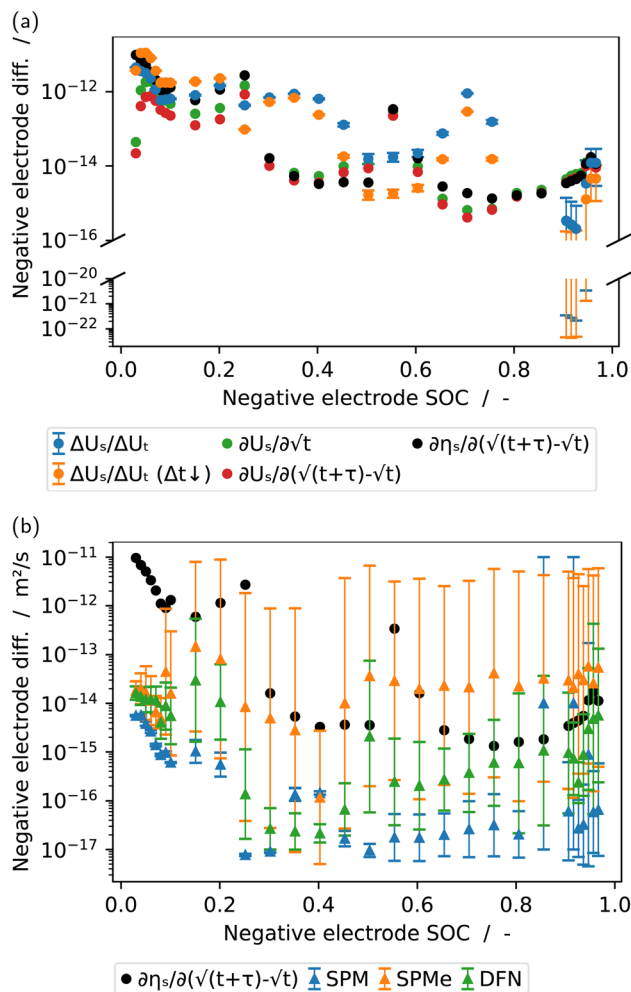 (a)
Negative electrode diff. /
10⁻¹²
10⁻¹⁴
10⁻¹⁶
10⁻²⁰
10⁻²¹
10⁻²²
0.0 0.2 0.4 0.6 0.8 1.0
Negative electrode SOC / -
ΔUₛ/ΔUₜ ∂Uₛ/∂√t ∂ηₛ/∂(√(t+τ)-√t)
ΔUₛ/ΔUₜ (Δt↓) ∂Uₛ/∂(√(t+τ)-√t)
(b)
Negative electrode diff. / m²/s
10⁻¹¹
10⁻¹²
10⁻¹³
10⁻¹⁴
10⁻¹⁵
10⁻¹⁶
10⁻¹⁷
0.0 0.2 0.4 0.6 0.8 1.0
Negative electrode SOC / -
∂ηₛ/∂(√(t+τ)-√t) SPM SPMe DFN